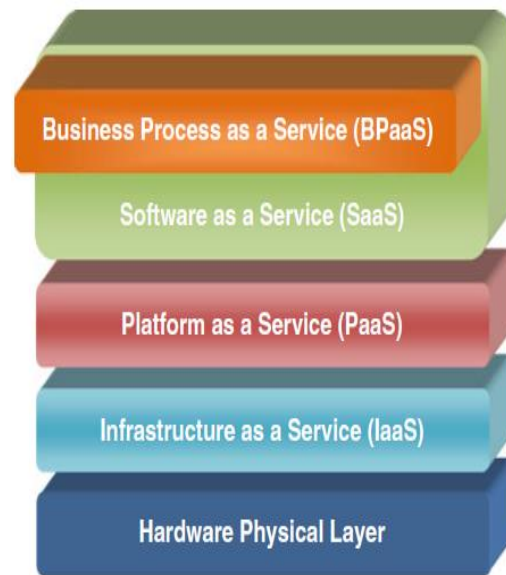 Business Process as a Service (BPaaS)
Software as a Service (SaaS)
Platform as a Service (PaaS)
Infrastructure as a Service (IaaS)
Hardware Physical Layer